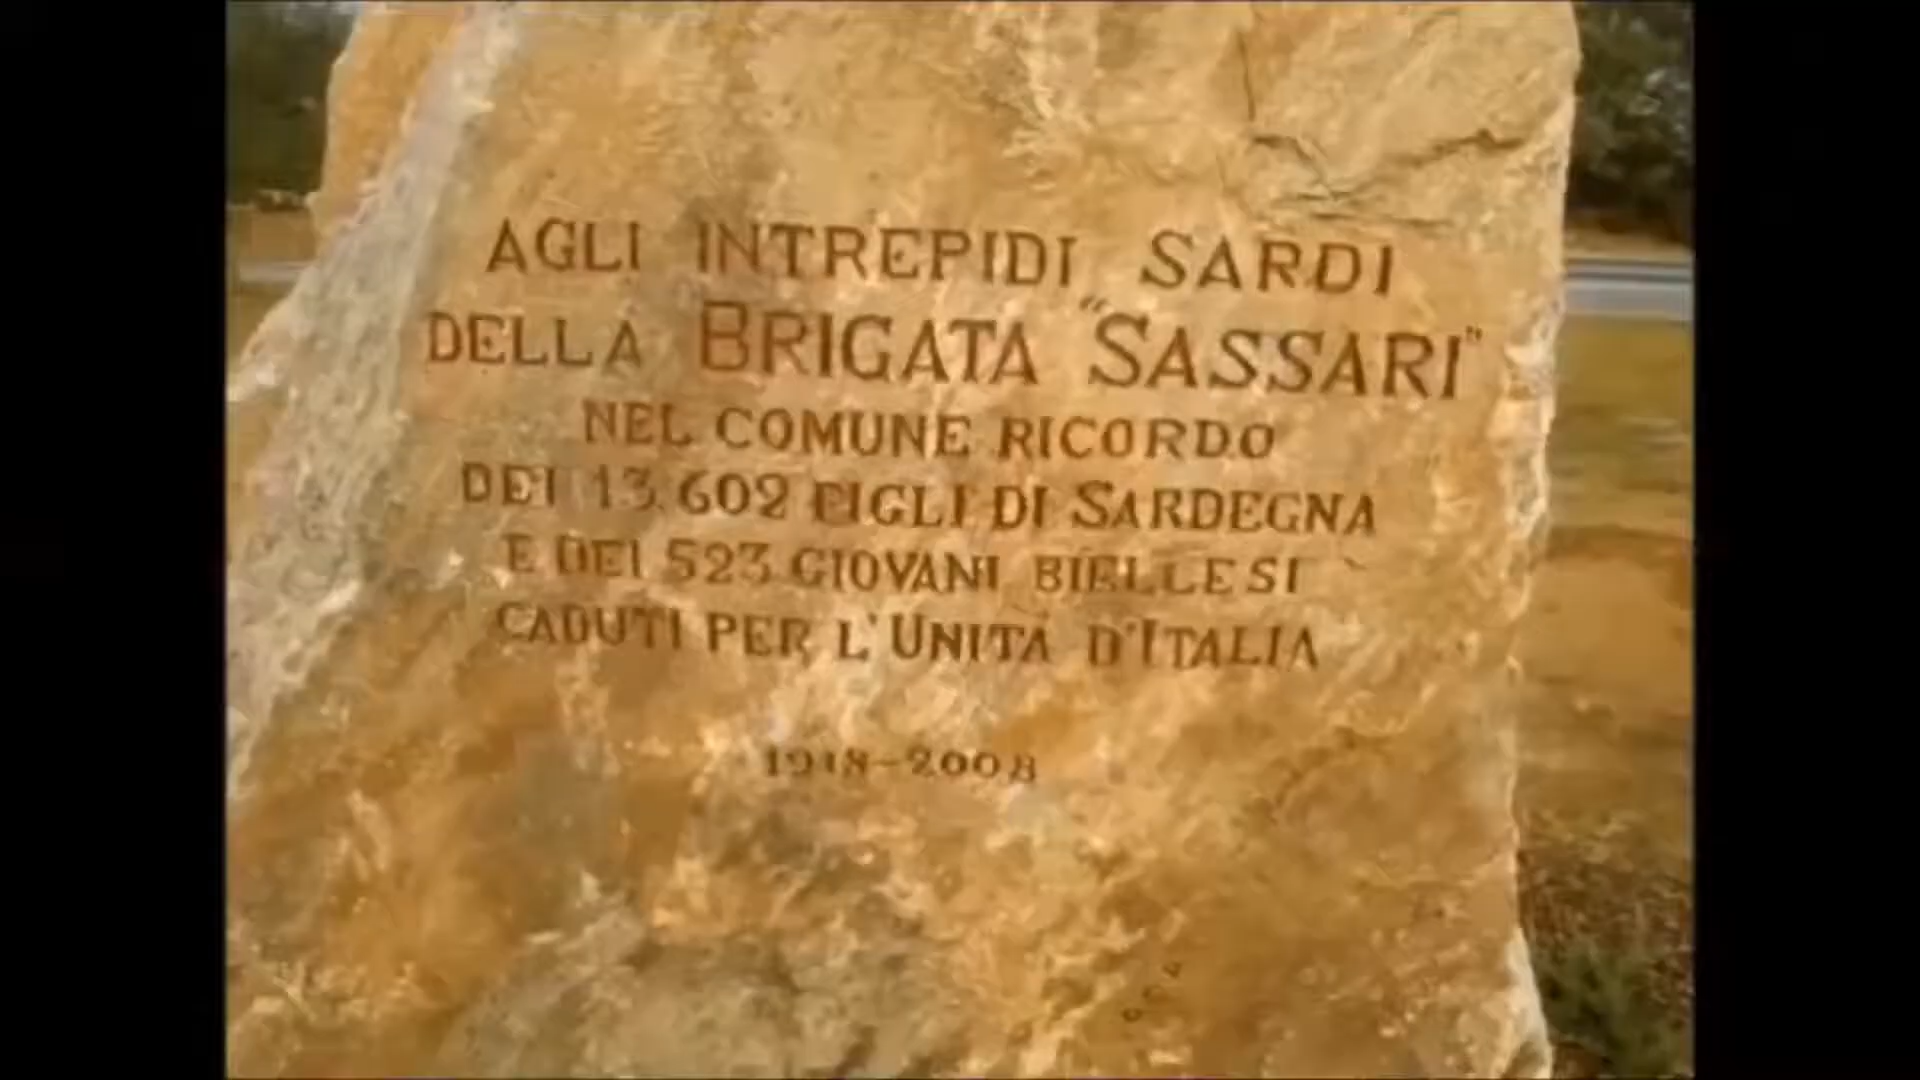 AGLI INTREPIDI SARDI
DELLA BRIGATA "SASSARI"
NEL COMUNE RICORDO
DEI 13.602 FIGLI DI SARDEGNA
E DEI 523 GIOVANI BIELLESI
CADUTI PER L'UNITÀ D'ITALIA
1918-2008